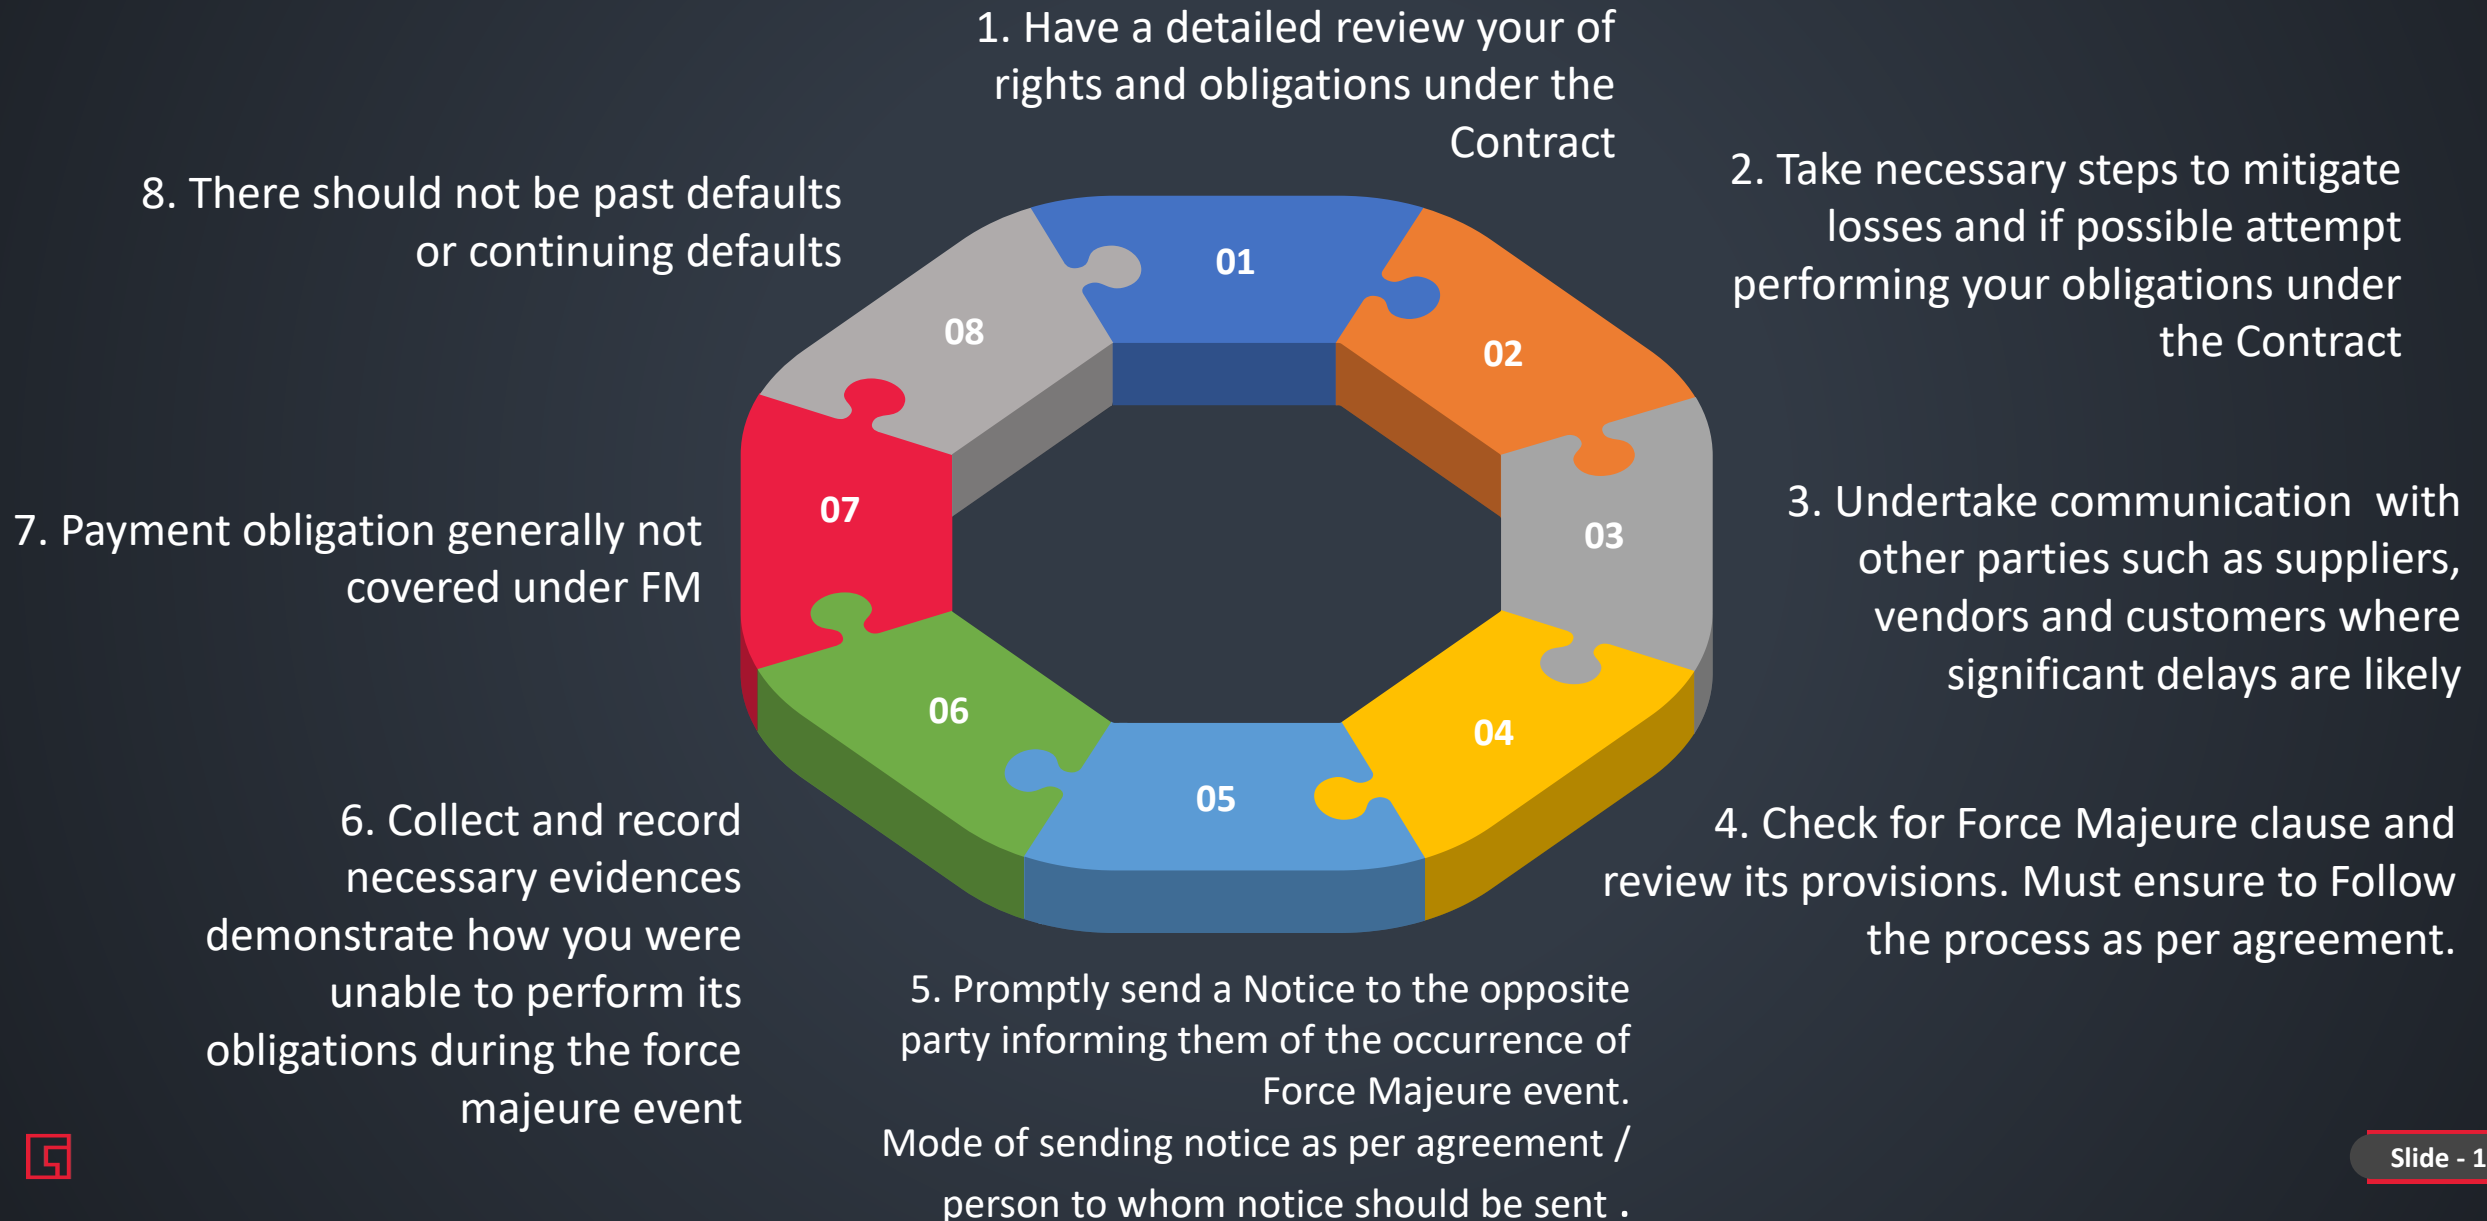 1. Have a detailed review your of
rights and obligations under the
Contract
2. Take necessary steps to mitigate
losses and if possible attempt
performing your obligations under
the Contract
3. Undertake communication  with
other parties such as suppliers,
vendors and customers where
significant delays are likely
4. Check for Force Majeure clause and
review its provisions. Must ensure to Follow
the process as per agreement.
5. Promptly send a Notice to the opposite
party informing them of the occurrence of
Force Majeure event.
Mode of sending notice as per agreement /
person to whom notice should be sent .
6. Collect and record
necessary evidences
demonstrate how you were
unable to perform its
obligations during the force
majeure event
7. Payment obligation generally not
covered under FM
8. There should not be past defaults
or continuing defaults
01
02
03
04
05
06
07
08
Slide - 1